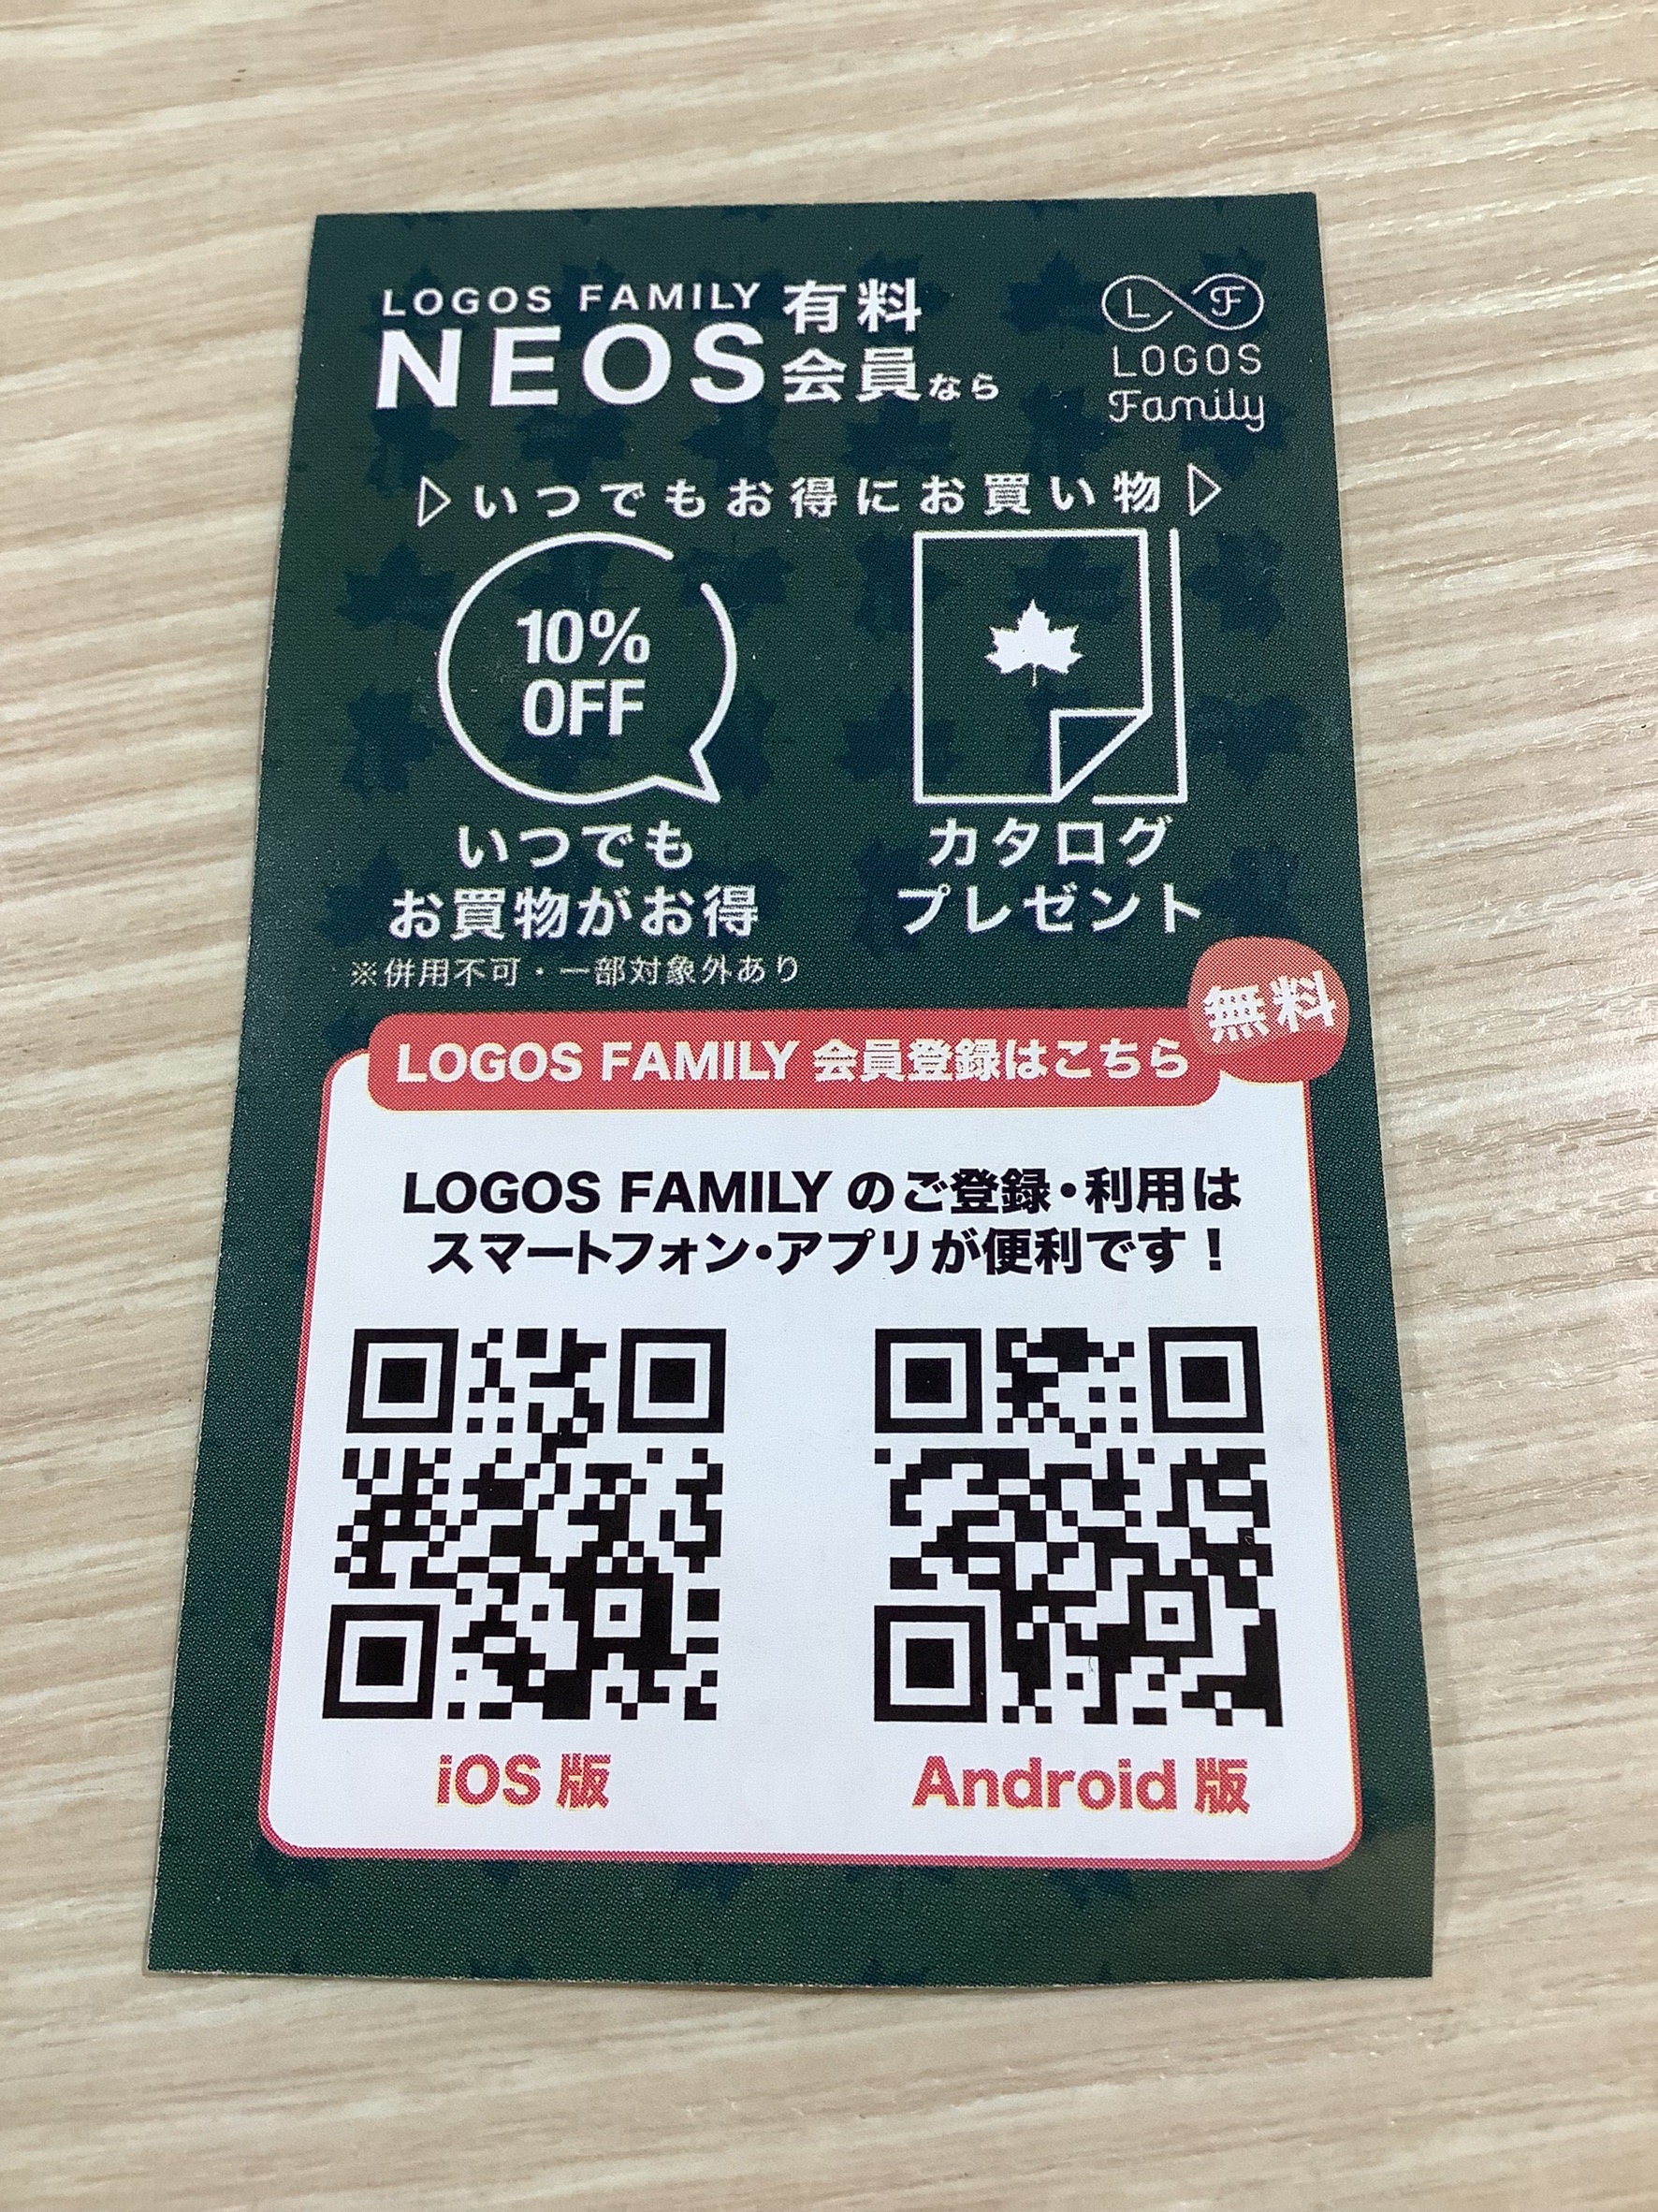 LOGOS FAMILY
NEOS 有料会員なら
L F
LOGOS
Family
いつでもお得にお買い物
10%
OFF
いつでも
お買物がお得
カタログ
プレゼント
※併用不可・一部対象外あり
無料
LOGOS FAMILY 会員登録はこちら
LOGOS FAMILY のご登録・利用は
スマートフォン・アプリが便利です！
iOS 版
Android 版